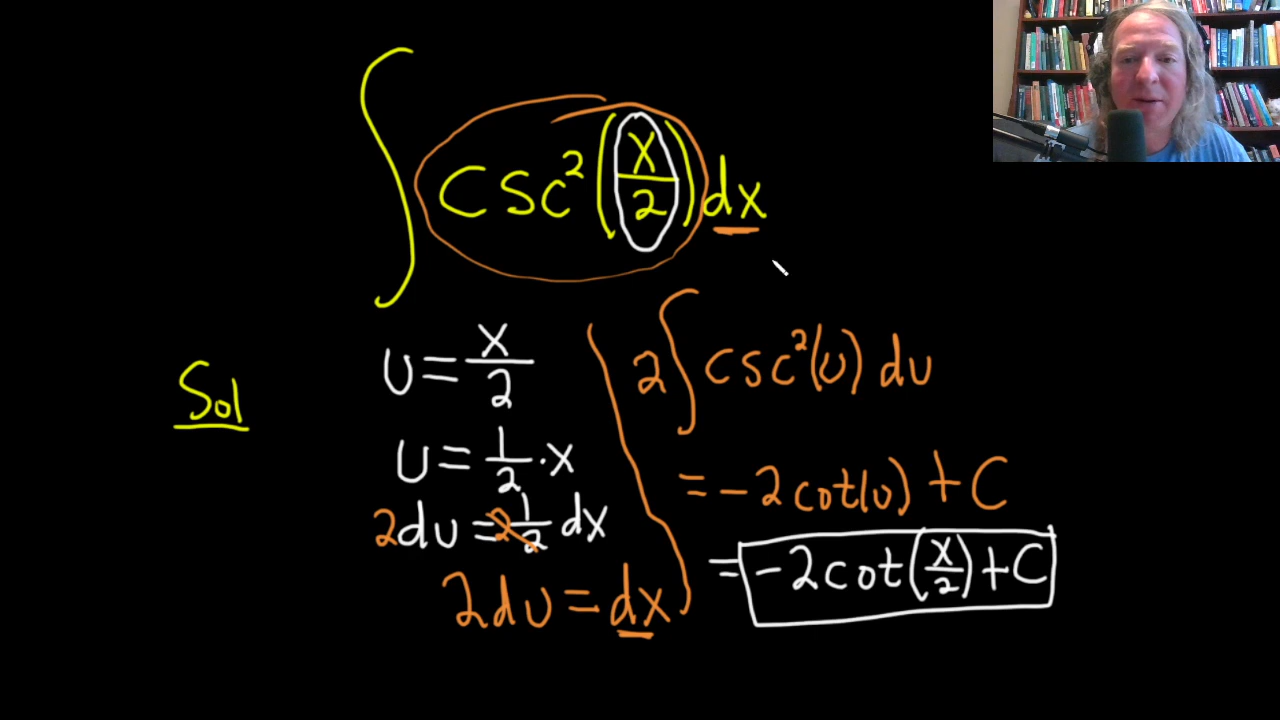 ∫ csc²(x/2) dx
Sol
u = x/2
u = 1/2 · x
2du = 2 1/2 dx
2du = dx
2 ∫ csc²(u) du
= -2cot(u) + C
= -2cot(x/2) + C